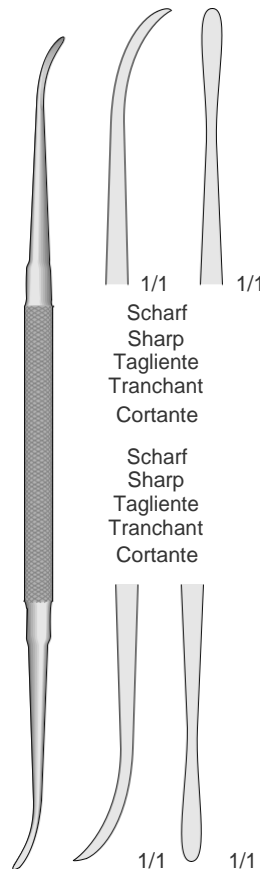 1/1 1/1
Scharf
Sharp
Tagliente
Tranchant
Cortante
Scharf
Sharp
Tagliente
Tranchant
Cortante
1/1 1/1